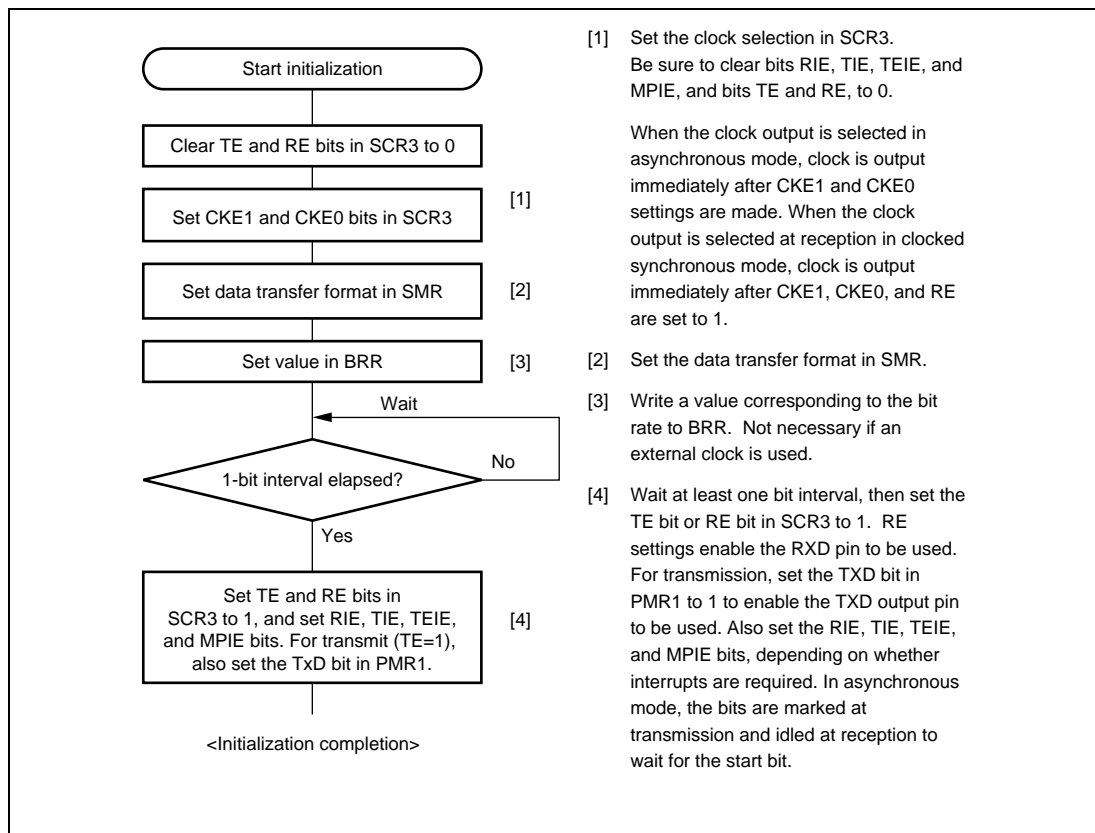 Start initialization
Clear TE and RE bits in SCR3 to 0
Set CKE1 and CKE0 bits in SCR3
[1]
Set data transfer format in SMR
[2]
Set value in BRR
[3]
Wait
1-bit interval elapsed?
No
Yes
Set TE and RE bits in
SCR3 to 1, and set RIE, TIE, TEIE,
and MPIE bits. For transmit (TE=1),
also set the TxD bit in PMR1.
[4]
<Initialization completion>
[1] Set the clock selection in SCR3.
Be sure to clear bits RIE, TIE, TEIE, and
MPIE, and bits TE and RE, to 0.
When the clock output is selected in
asynchronous mode, clock is output
immediately after CKE1 and CKE0
settings are made. When the clock
output is selected at reception in clocked
synchronous mode, clock is output
immediately after CKE1, CKE0, and RE
are set to 1.
[2] Set the data transfer format in SMR.
[3] Write a value corresponding to the bit
rate to BRR. Not necessary if an
external clock is used.
[4] Wait at least one bit interval, then set the
TE bit or RE bit in SCR3 to 1. RE
settings enable the RXD pin to be used.
For transmission, set the TXD bit in
PMR1 to 1 to enable the TXD output pin
to be used. Also set the RIE, TIE, TEIE,
and MPIE bits, depending on whether
interrupts are required. In asynchronous
mode, the bits are marked at
transmission and idled at reception to
wait for the start bit.